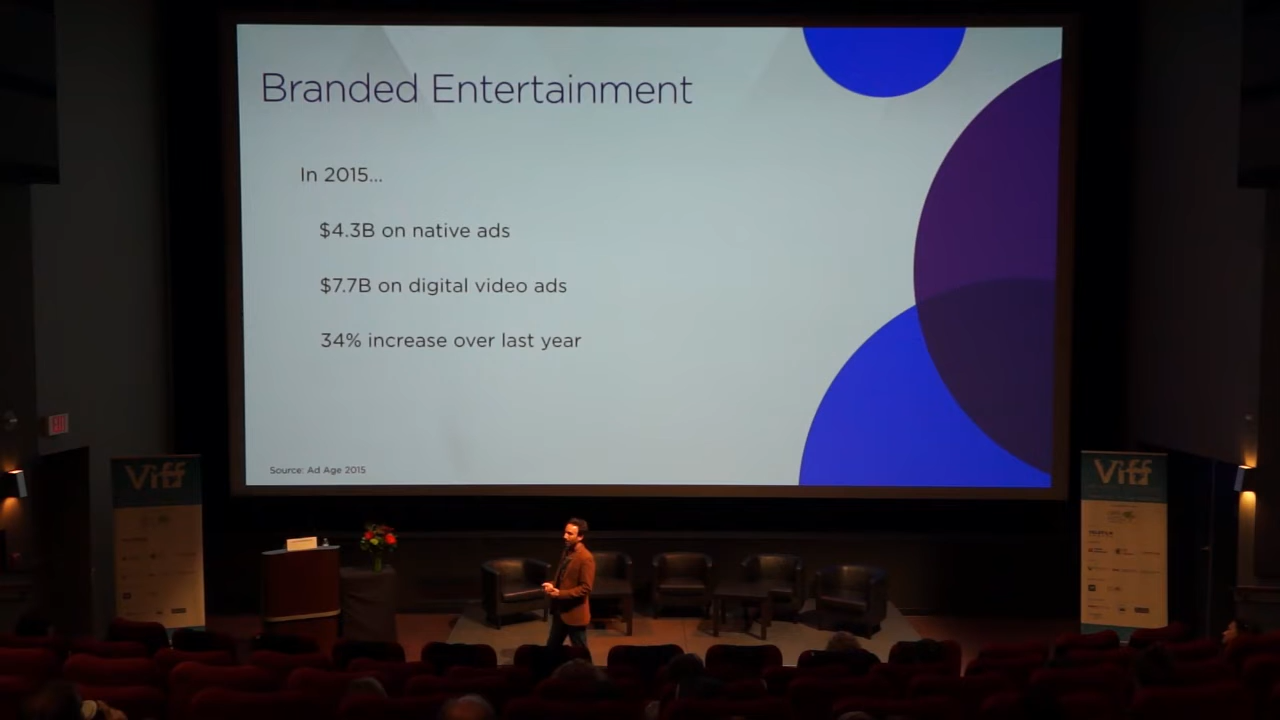 Branded Entertainment
In 2015...
$4.3B on native ads
$7.7B on digital video ads
34% increase over last year
Source: Ad Age 2015
EXIT
Viff
Viff